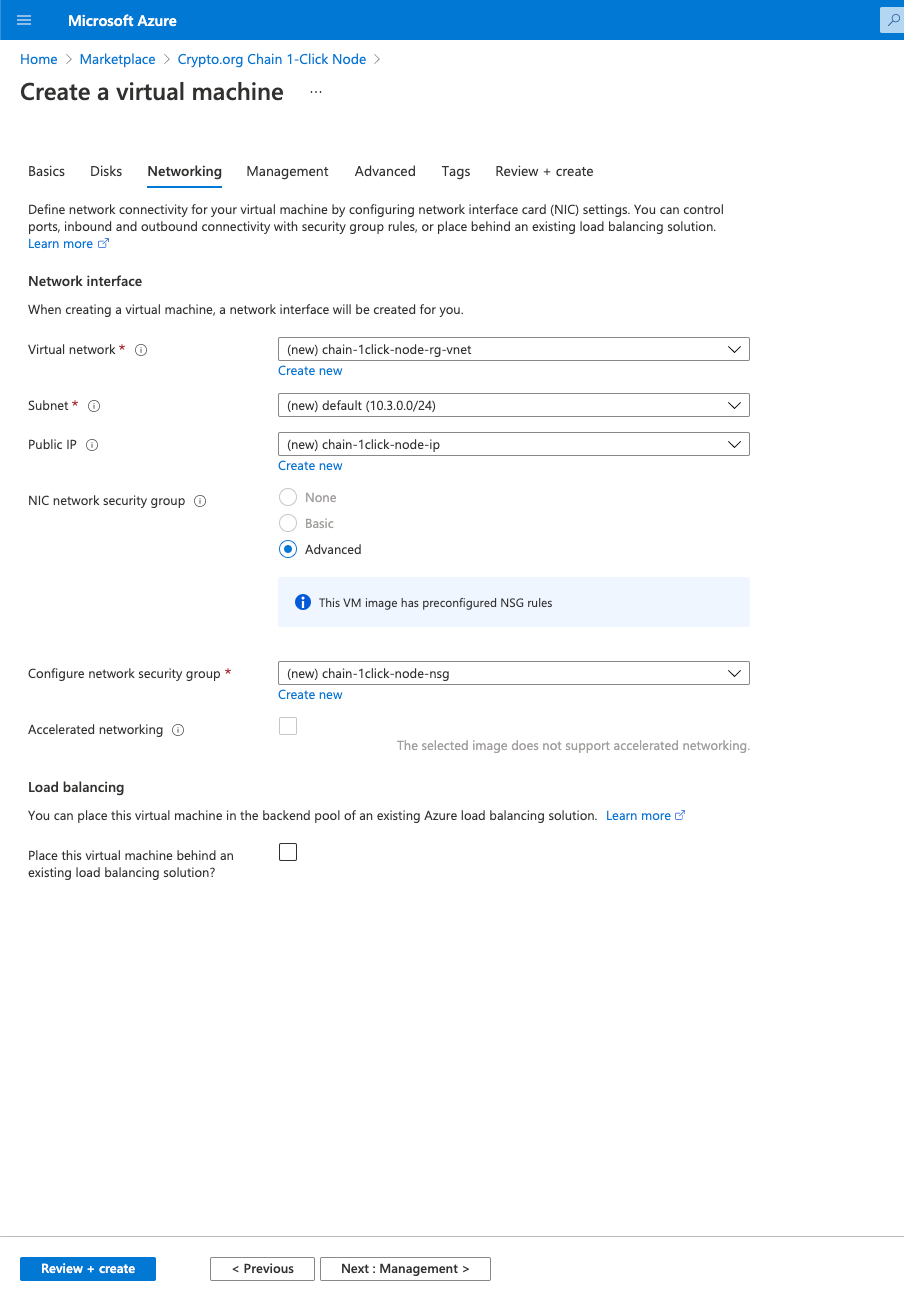 Microsoft Azure
Home > Marketplace > Crypto.org Chain 1-Click Node >
Create a virtual machine ...
Basics Disks Networking Management Advanced Tags Review + create
Define network connectivity for your virtual machine by configuring network interface card (NIC) settings. You can control
ports, inbound and outbound connectivity with security group rules, or place behind an existing load balancing solution.
Learn more
Network interface
When creating a virtual machine, a network interface will be created for you.
Virtual network * (new) chain-1click-node-rg-vnet
Create new
Subnet * (new) default (10.3.0.0/24)
Public IP (new) chain-1click-node-ip
Create new
NIC network security group None
Basic
Advanced
This VM image has preconfigured NSG rules
Configure network security group * (new) chain-1click-node-nsg
Create new
Accelerated networking
The selected image does not support accelerated networking.
Load balancing
You can place this virtual machine in the backend pool of an existing Azure load balancing solution. Learn more
Place this virtual machine behind an
existing load balancing solution?
Review + create < Previous Next : Management >